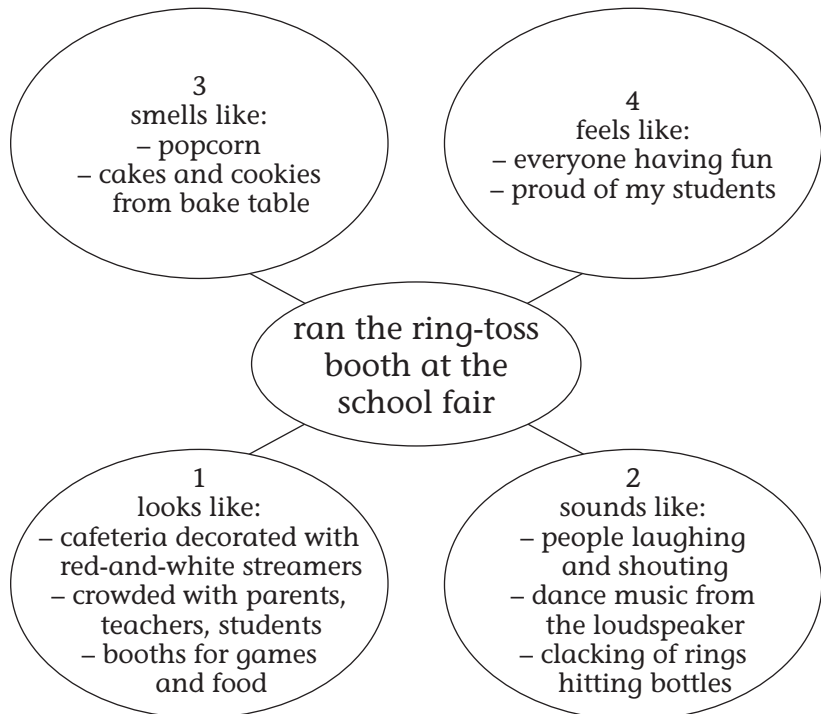 3
smells like:
– popcorn
– cakes and cookies
from bake table
4
feels like:
– everyone having fun
– proud of my students
ran the ring-toss
booth at the
school fair
1
looks like:
– cafeteria decorated with
red-and-white streamers
– crowded with parents,
teachers, students
– booths for games
and food
2
sounds like:
– people laughing
and shouting
– dance music from
the loudspeaker
– clacking of rings
hitting bottles